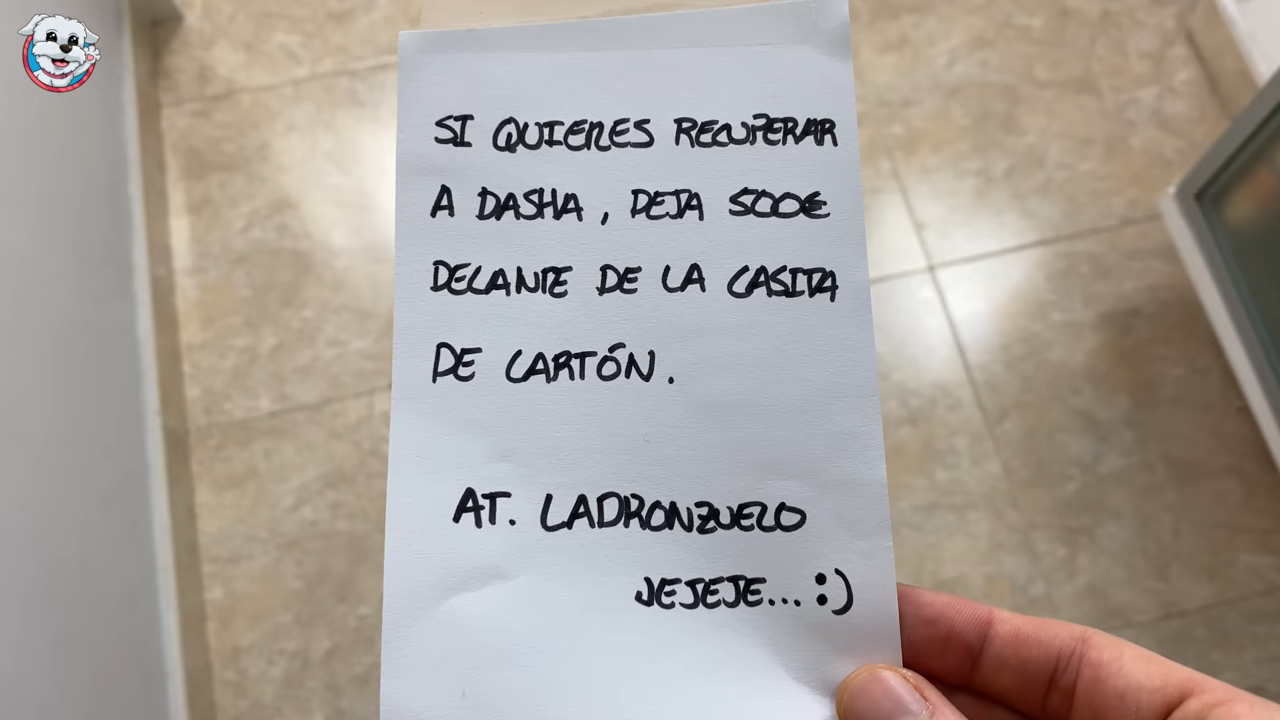 SI QUIERES RECUPERAR
A DASHA, DEJA 500€
DELANTE DE LA CASITA
DE CARTÓN.
AT. LADRONZUELO
JEJEJE... :)